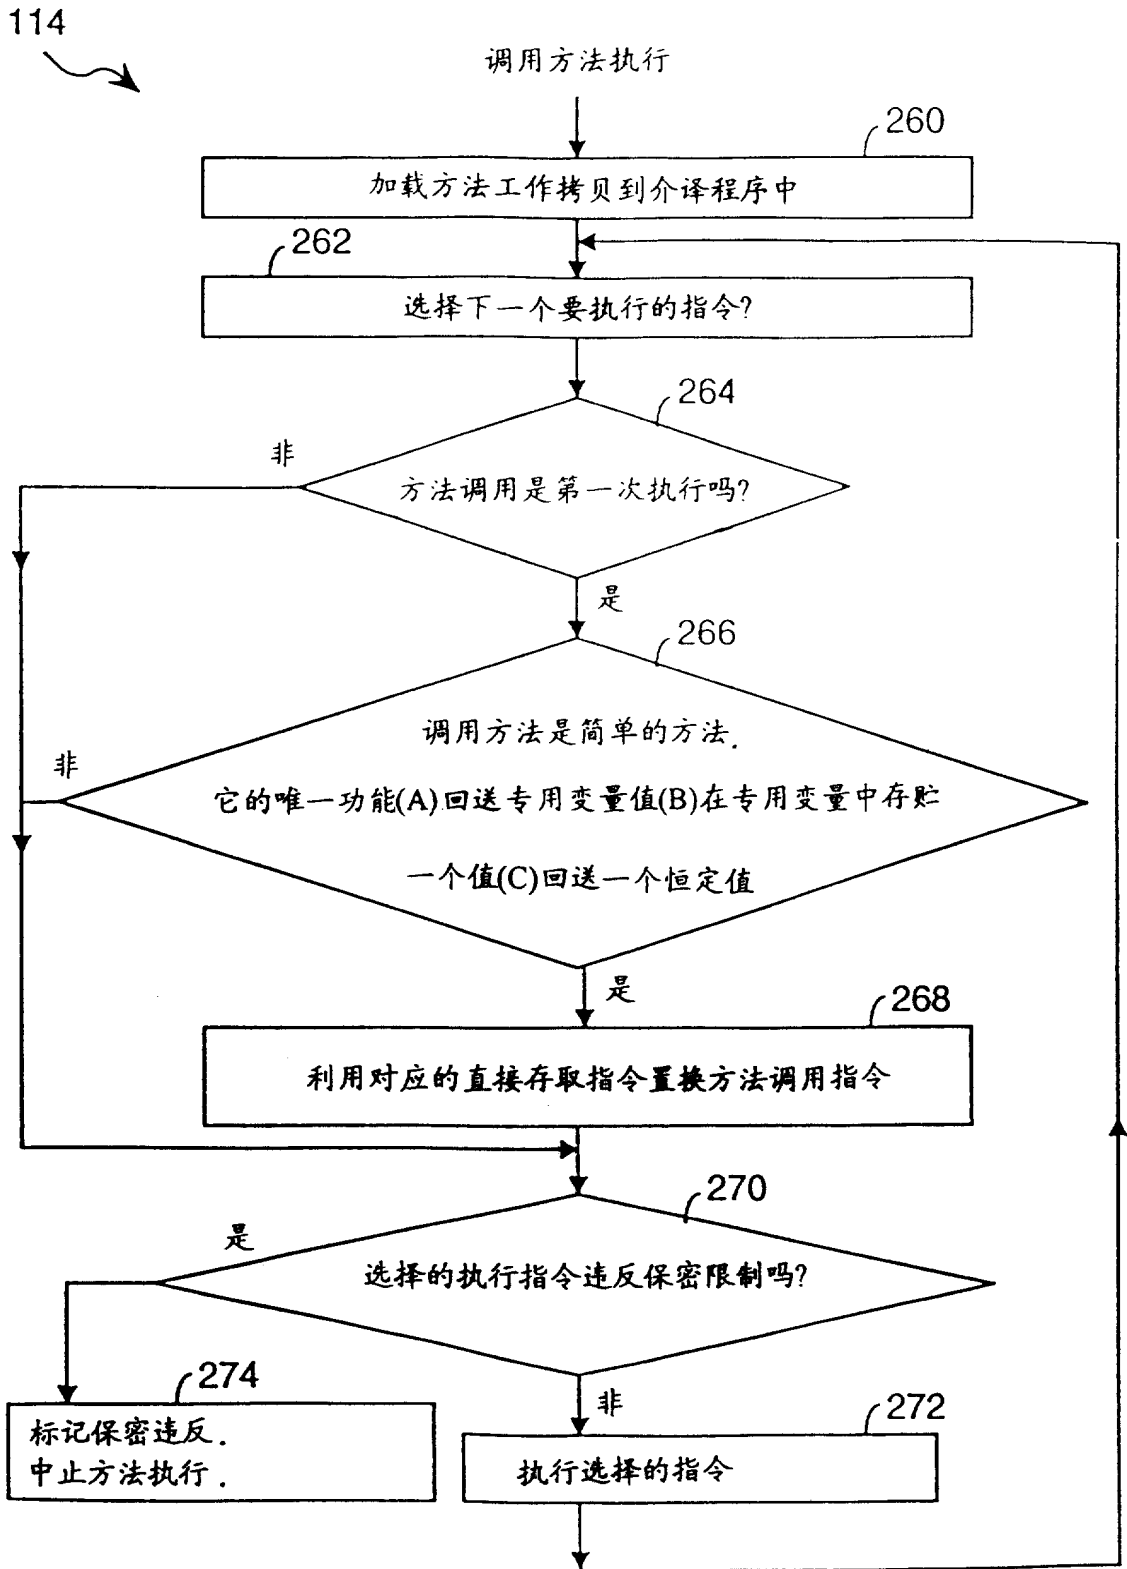 114
调用方法执行
260
加载方法工作拷贝到介译程序中
262
选择下一个要执行的指令?
264
非
方法调用是第一次执行吗?
是
266
调用方法是简单的方法.
非
它的唯一功能(A)回送专用变量值(B)在专用变量中存贮
一个值(C)回送一个恒定值
是
268
利用对应的直接存取指令置换方法调用指令
270
是
选择的执行指令违反保密限制吗?
274
非
272
标记保密违反.
中止方法执行.
执行选择的指令